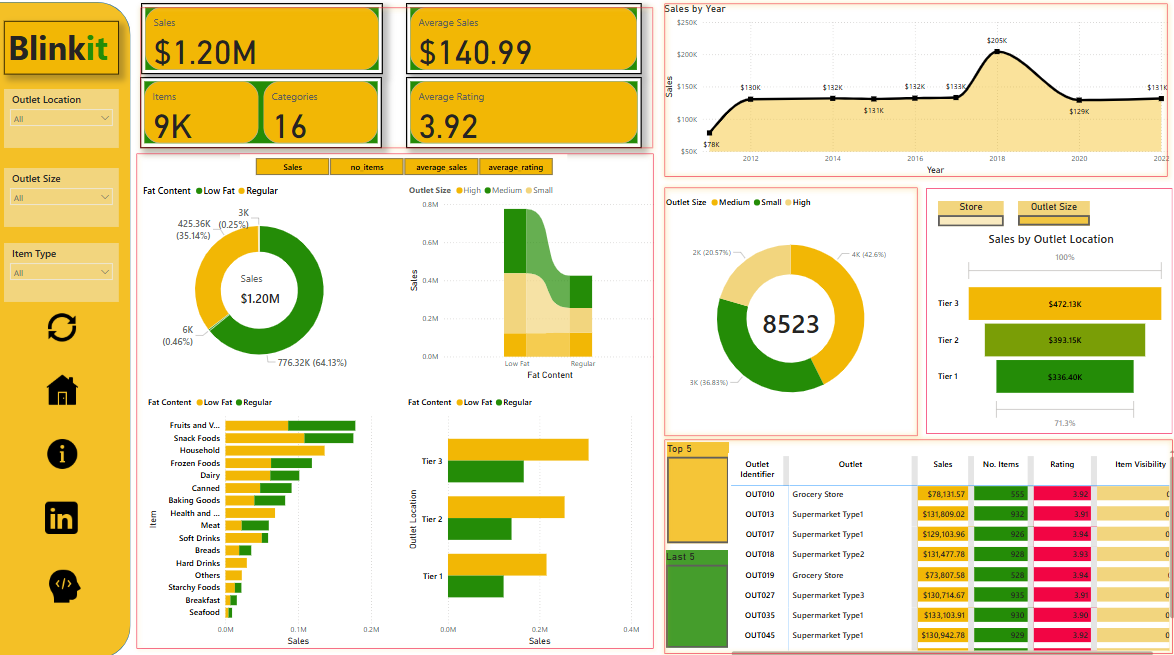 Blinkit
Outlet Location
All
Outlet Size
All
Item Type
All
Sales
$1.20M
Average Sales
$140.99
Items
9K
Categories
16
Average Rating
3.92
Sales no_items average_sales average_rating
Fat Content Low Fat Regular
3K
(0.25%)
425.36K
(35.14%)
Sales
$1.20M
6K
(0.46%)
776.32K (64.13%)
Outlet Size High Medium Small
0.8M
0.6M
0.4M
0.2M
0.0M
Sales
Low Fat Regular
Fat Content
Fat Content Low Fat Regular
Item
Fruits and V...
Snack Foods
Household
Frozen Foods
Dairy
Canned
Baking Goods
Health and ...
Meat
Soft Drinks
Breads
Hard Drinks
Others
Starchy Foods
Breakfast
Seafood
0.0M 0.1M 0.2M
Sales
Fat Content Low Fat Regular
Outlet Location
Tier 3
Tier 2
Tier 1
0.0M 0.2M 0.4M
Sales
Sales by Year
$250K
$200K
$150K
$100K
$50K
Sales
$78K
$130K
$132K
$131K
$132K
$133K
$205K
$129K
$131K
2012 2014 2016 2018 2020 2022
Year
Outlet Size Medium Small High
2K (20.57%)
4K (42.6%)
8523
3K (36.83%)
Store Outlet Size
Sales by Outlet Location
100%
Tier 3 $472.13K
Tier 2 $393.15K
Tier 1 $336.40K
71.3%
Top 5
Last 5
Outlet Identifier Outlet Sales No. Items Rating Item Visibility
OUT010 Grocery Store $78,131.57 555 3.92 0
OUT013 Supermarket Type1 $131,809.02 932 3.91 0
OUT017 Supermarket Type1 $129,103.96 926 3.94 0
OUT018 Supermarket Type2 $131,477.78 928 3.93 0
OUT019 Grocery Store $73,807.58 528 3.94
OUT027 Supermarket Type3 $130,714.67 935 3.91 0
OUT035 Supermarket Type1 $133,103.91 930 3.90 0
OUT045 Supermarket Type1 $130,942.78 929 3.92 0